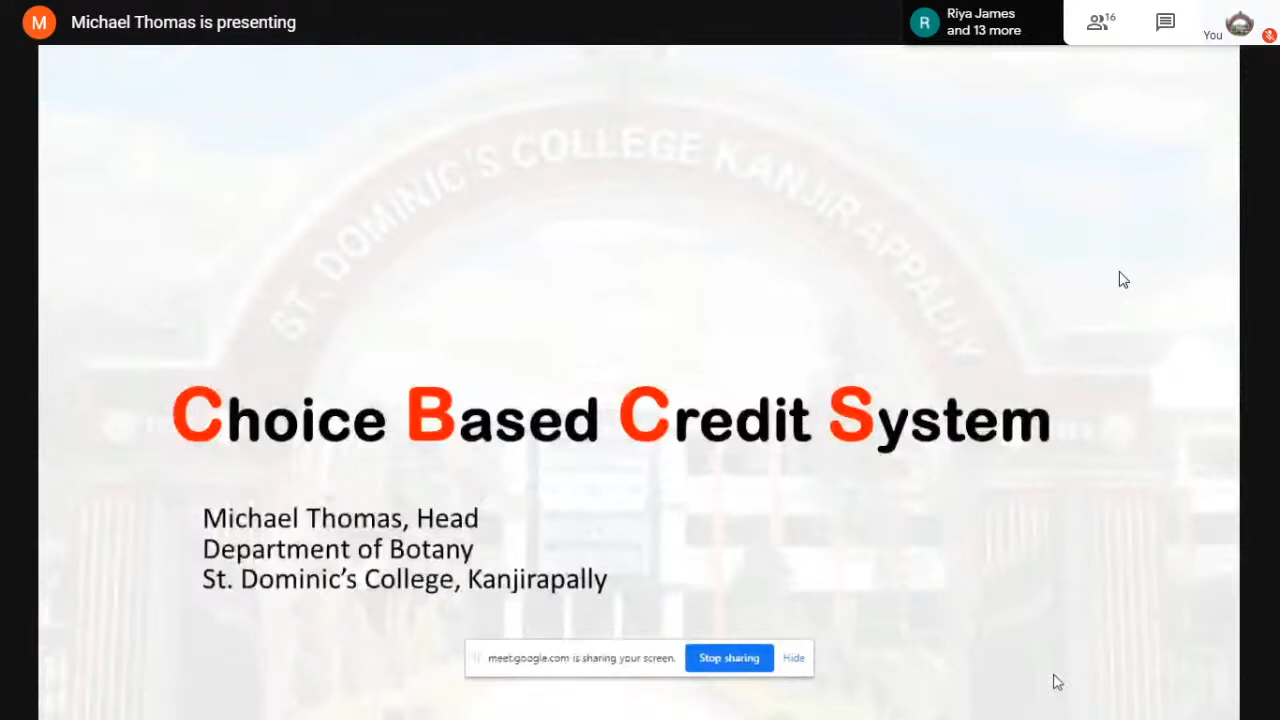 M Michael Thomas is presenting
R Riya James
and 13 more
16
You
ST. DOMINIC'S COLLEGE KANJIRAPPALLY
Choice Based Credit System
Michael Thomas, Head
Department of Botany
St. Dominic's College, Kanjirapally
meet.google.com is sharing your screen. Stop sharing Hide